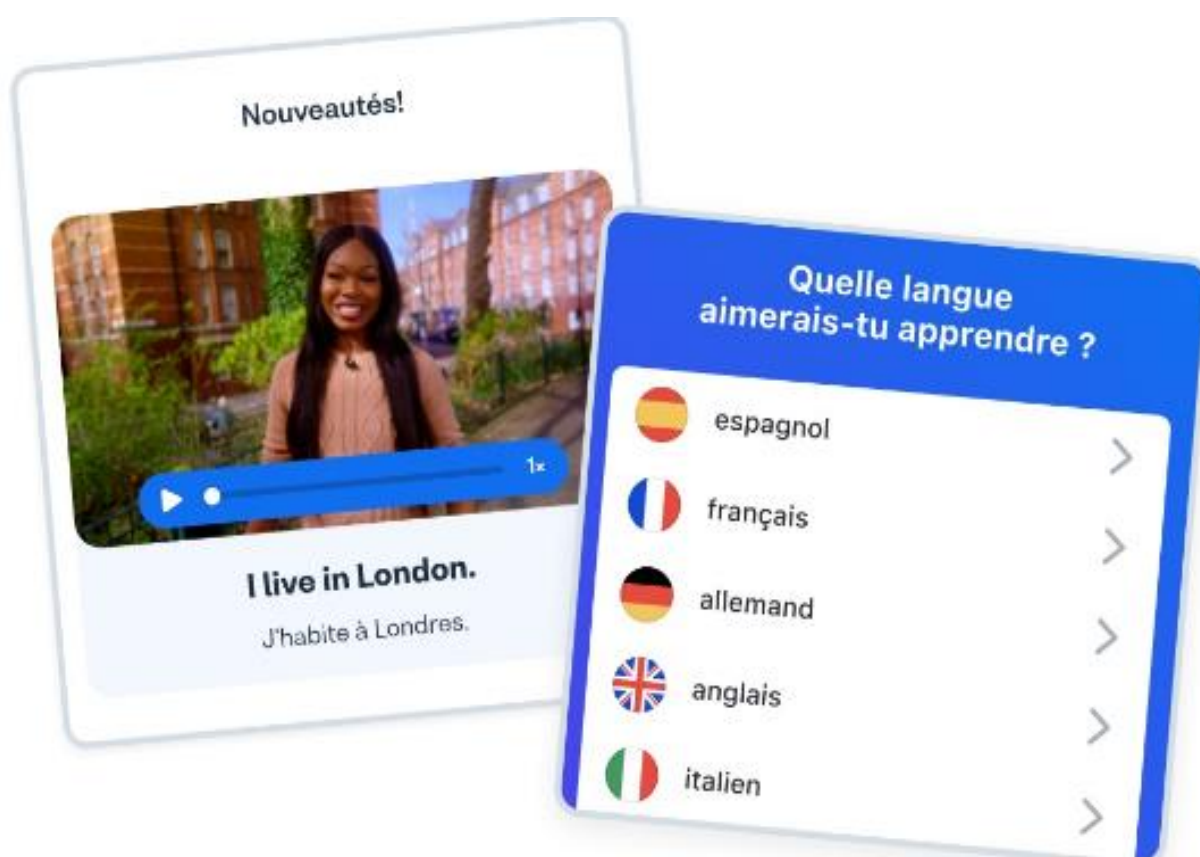 Nouveautés!
1x
I live in London.
J'habite à Londres.
Quelle langue
aimerais-tu apprendre ?
espagnol
français
allemand
anglais
italien